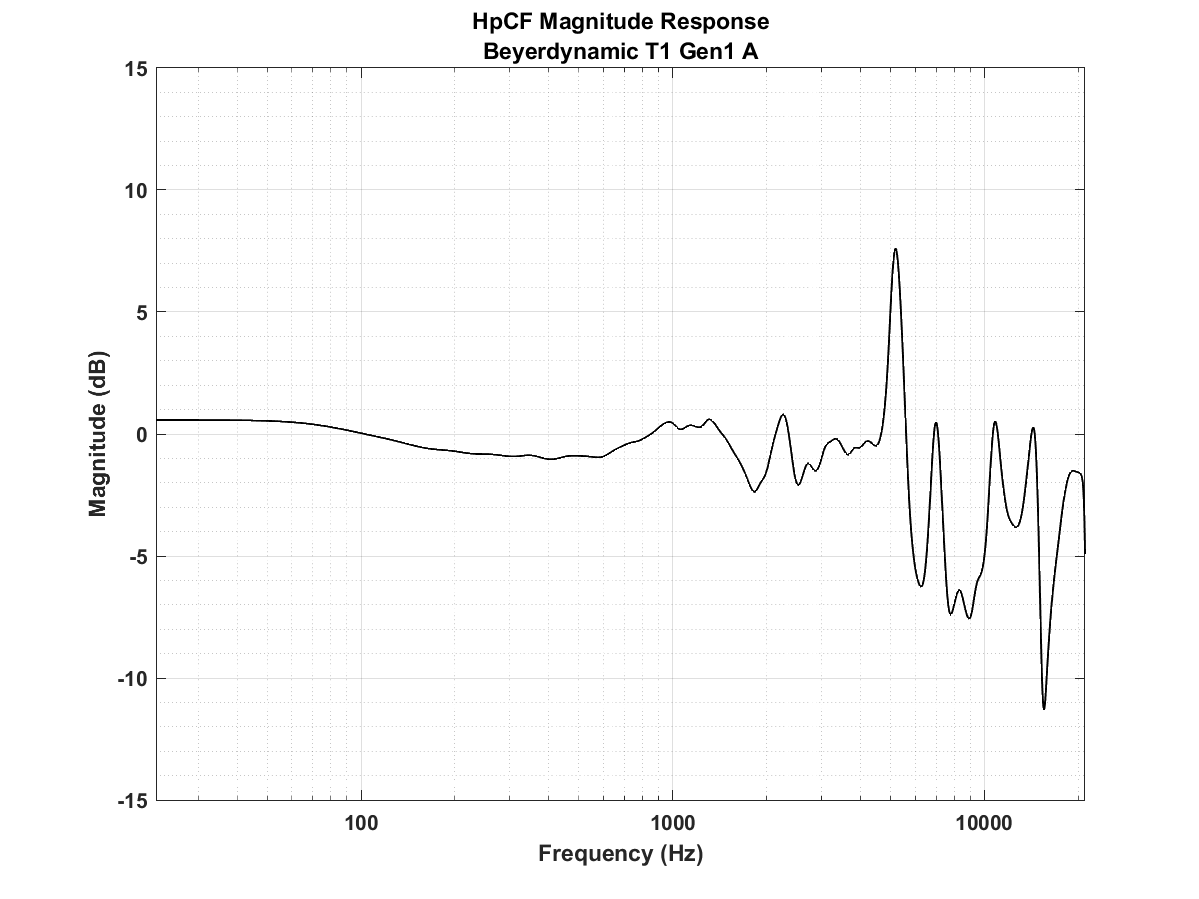 HpCF Magnitude Response
Beyerdynamic T1 Gen1 A
15
10
5
0
-5
-10
-15
Magnitude (dB)
100
1000
10000
Frequency (Hz)